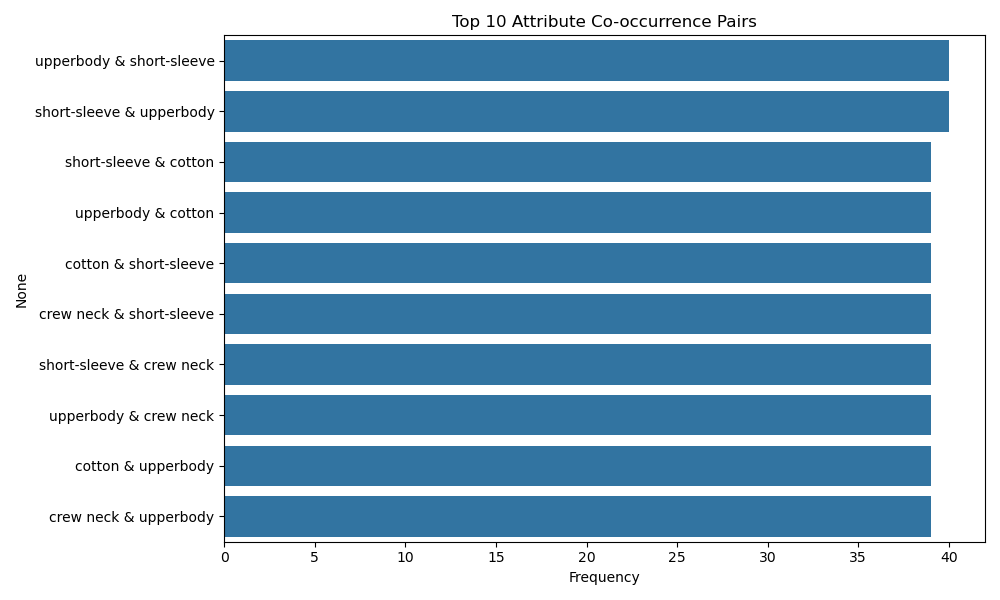 Top 10 Attribute Co-occurrence Pairs
upperbody & short-sleeve
short-sleeve & upperbody
short-sleeve & cotton
upperbody & cotton
cotton & short-sleeve
crew neck & short-sleeve
short-sleeve & crew neck
upperbody & crew neck
cotton & upperbody
crew neck & upperbody
None
0 5 10 15 20 25 30 35 40
Frequency